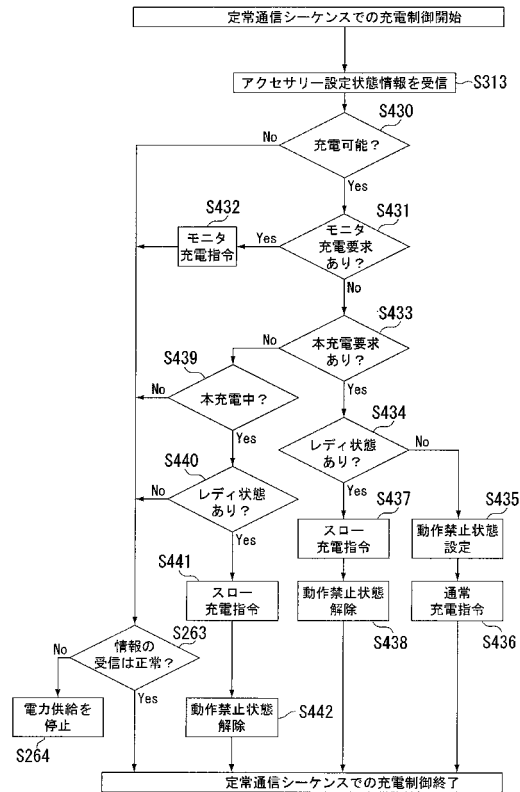 定常通信シーケンスでの充電制御開始
アクセサリー設定状態情報を受信
S313
S430
充電可能？
No
Yes
S432
モニタ
充電指令
S431
モニタ
充電要求
あり？
Yes
No
S433
本充電要求
あり？
No
Yes
S439
本充電中？
No
Yes
S434
レディ状態
あり？
No
Yes
S440
レディ状態
あり？
No
Yes
S437
スロー
充電指令
S435
動作禁止状態
設定
S441
スロー
充電指令
動作禁止状態
解除
S438
通常
充電指令
S436
S263
情報の
受信は正常？
No
Yes
電力供給を
停止
S264
動作禁止状態
解除
S442
定常通信シーケンスでの充電制御終了